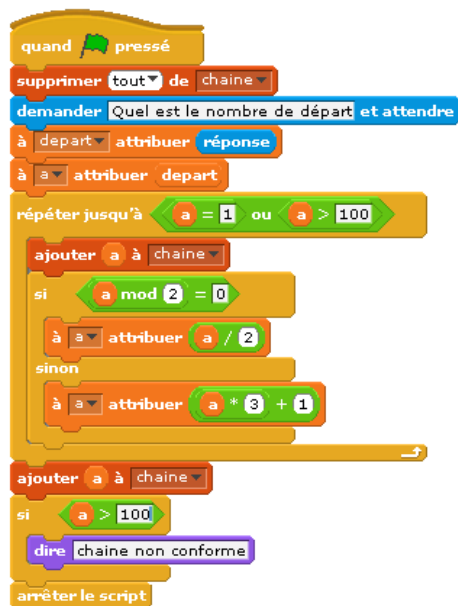 quand pressé
supprimer tout de chaine
demander Quel est le nombre de départ et attendre
à depart attribuer réponse
à a attribuer depart
répéter jusqu'à a = 1 ou a > 100
ajouter a à chaine
si a mod 2 = 0
à a attribuer a / 2
sinon
à a attribuer a * 3 + 1
ajouter a à chaine
si a > 100
dire chaine non conforme
arrêter le script